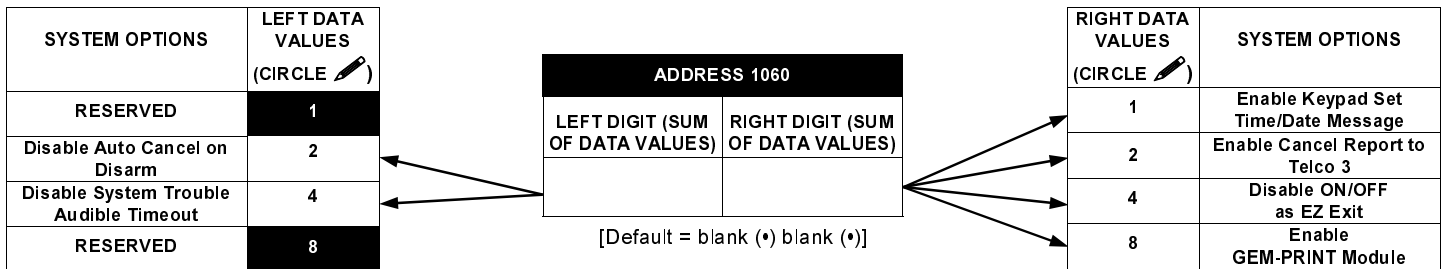 SYSTEM OPTIONS
LEFT DATA
VALUES
(CIRCLE ✏)
RESERVED
1
Disable Auto Cancel on
Disarm
2
Disable System Trouble
Audible Timeout
4
RESERVED
8
ADDRESS 1060
LEFT DIGIT (SUM
OF DATA VALUES)
RIGHT DIGIT (SUM
OF DATA VALUES)
[Default = blank (•) blank (•)]
RIGHT DATA
VALUES
(CIRCLE ✏)
SYSTEM OPTIONS
1
Enable Keypad Set
Time/Date Message
2
Enable Cancel Report to
Telco 3
4
Disable ON/OFF
as EZ Exit
8
Enable
GEM-PRINT Module